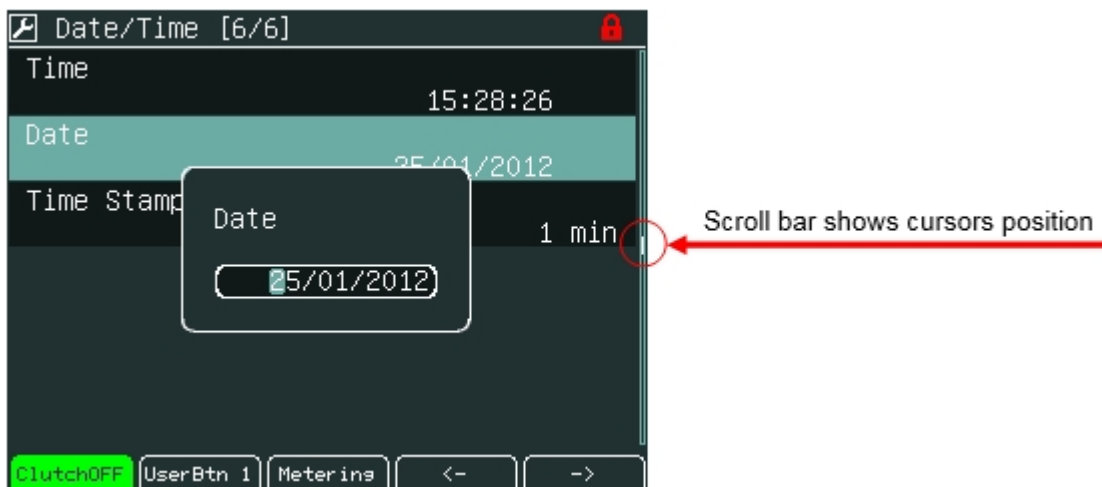 Date/Time [6/6]
Time
15:28:26
Date
25/01/2012
Time Stamp
1 min
Date
25/01/2012
Scroll bar shows cursors position
ClutchOFF UserBtn 1 Metering <- ->